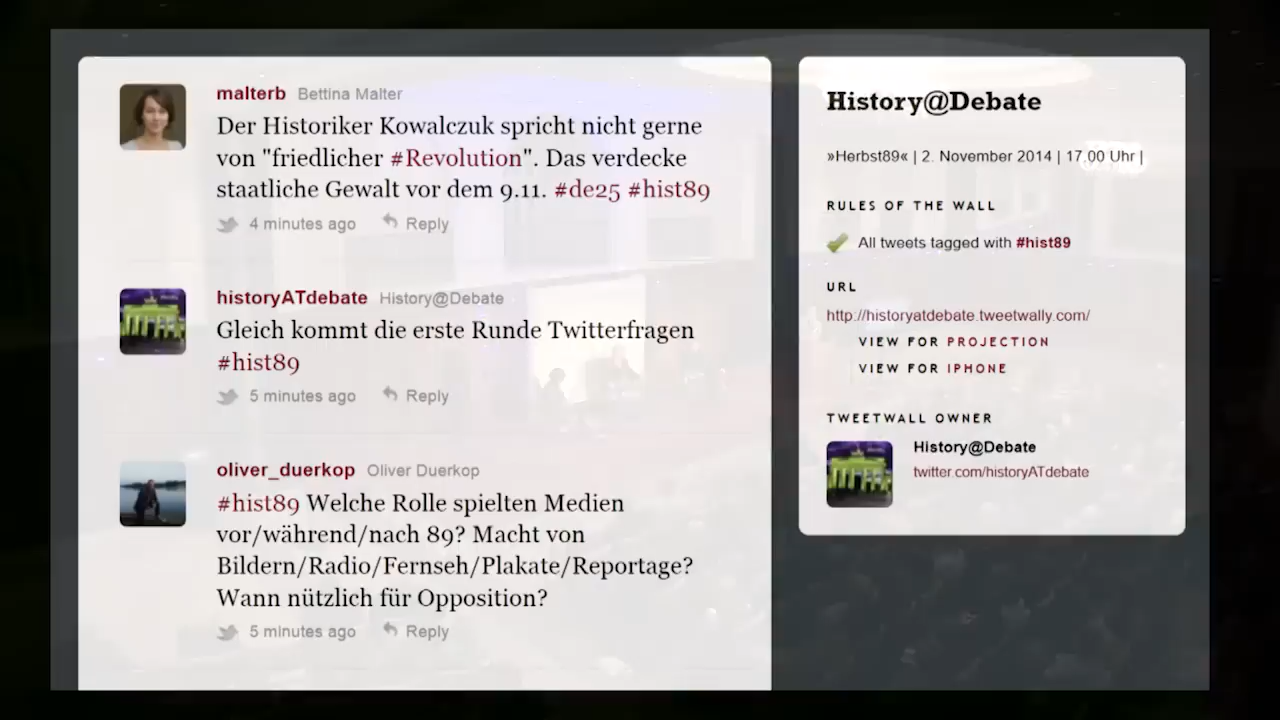 malterb Bettina Malter
Der Historiker Kowalczuk spricht nicht gerne
von "friedlicher #Revolution". Das verdecke
staatliche Gewalt vor dem 9.11. #de25 #hist89
4 minutes ago Reply
historyATdebate History@Debate
Gleich kommt die erste Runde Twitterfragen
#hist89
5 minutes ago Reply
oliver_duerkop Oliver Duerkop
#hist89 Welche Rolle spielten Medien
vor/während/nach 89? Macht von
Bildern/Radio/Fernseh/Plakate/Reportage?
Wann nützlich für Opposition?
5 minutes ago Reply
History@Debate
»Herbst89« | 2. November 2014 | 17.00 Uhr |
RULES OF THE WALL
All tweets tagged with #hist89
URL
http://historyatdebate.tweetwally.com/
VIEW FOR PROJECTION
VIEW FOR IPHONE
TWEETWALL OWNER
History@Debate
twitter.com/historyATdebate